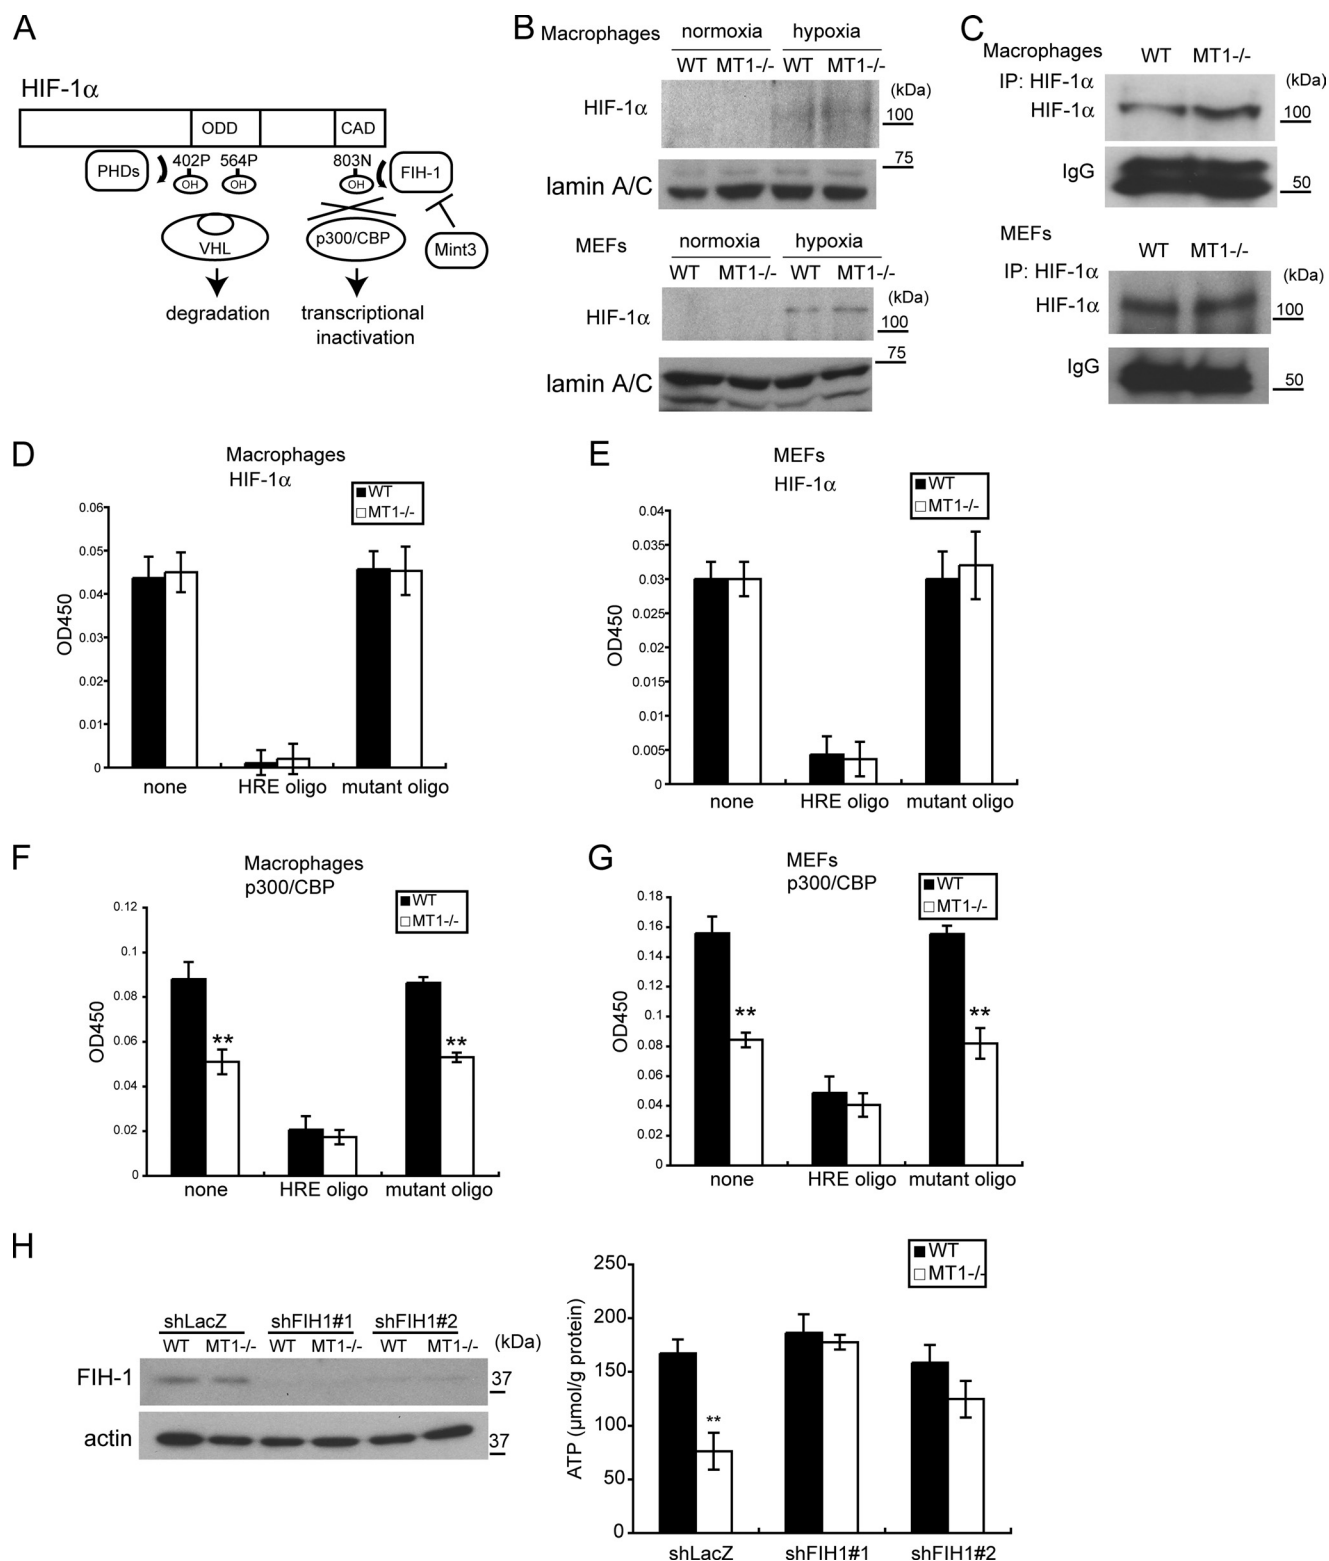 A
HIF-1α
ODD
CAD
PHDs
402P
564P
803N
FIH-1
OH
OH
OH
VHL
p300/CBP
Mint3
degradation
transcriptional
inactivation
B
Macrophages
normoxia
hypoxia
WT MT1-/- WT MT1-/-
(kDa)
HIF-1α
100
75
lamin A/C
MEFs
normoxia
hypoxia
WT MT1-/- WT MT1-/-
(kDa)
HIF-1α
100
75
lamin A/C
C
Macrophages
WT MT1-/-
IP: HIF-1α
(kDa)
HIF-1α
100
IgG
50
MEFs
WT MT1-/-
IP: HIF-1α
(kDa)
HIF-1α
100
IgG
50
D
Macrophages
HIF-1α
WT
MT1-/-
OD450
0.06
0.05
0.04
0.03
0.02
0.01
0
none
HRE oligo
mutant oligo
E
MEFs
HIF-1α
WT
MT1-/-
OD450
0.04
0.035
0.03
0.025
0.02
0.015
0.01
0.005
0
none
HRE oligo
mutant oligo
F
Macrophages
p300/CBP
WT
MT1-/-
OD450
0.12
0.1
0.08
0.06
0.04
0.02
0
**
**
none
HRE oligo
mutant oligo
G
MEFs
p300/CBP
WT
MT1-/-
OD450
0.18
0.16
0.14
0.12
0.1
0.08
0.06
0.04
0.02
0
**
**
none
HRE oligo
mutant oligo
H
shLacZ
shFIH1#1
shFIH1#2
WT MT1-/- WT MT1-/- WT MT1-/-
(kDa)
FIH-1
37
actin
37
WT
MT1-/-
ATP (μmol/g protein)
250
200
150
100
50
0
**
shLacZ
shFIH1#1
shFIH1#2